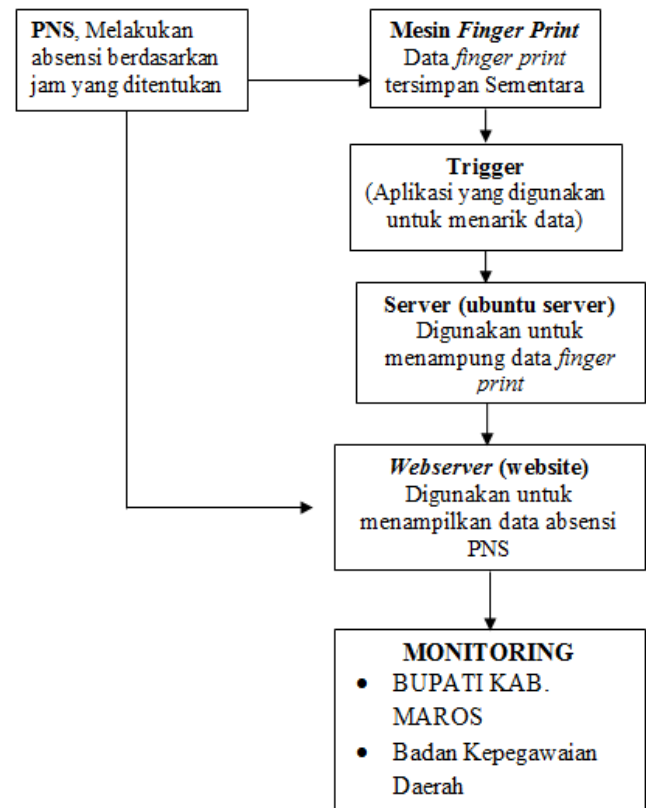 PNS, Melakukan
absensi berdasarkan
jam yang ditentukan
Mesin Finger Print
Data finger print
tersimpan Sementara
Trigger
(Aplikasi yang digunakan
untuk menarik data)
Server (ubuntu server)
Digunakan untuk
menampung data finger
print
Webserver (website)
Digunakan untuk
menampilkan data absensi
PNS
MONITORING
• BUPATI KAB.
MAROS
• Badan Kepegawaian
Daerah